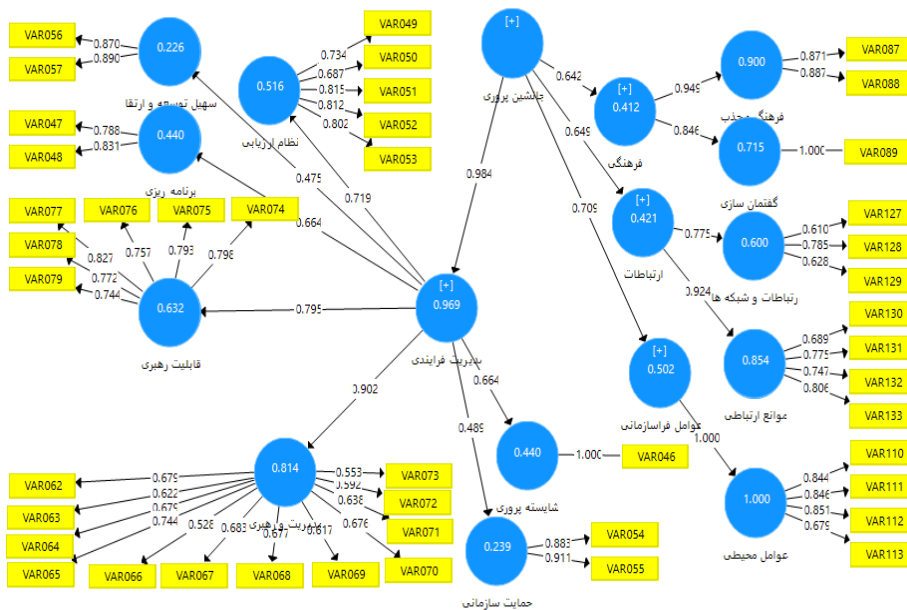 VAR056
0.870
VAR057
0.890
0.226
سهیل توسعه و ارتقا
VAR047
0.788
VAR048
0.831
0.440
برنامه ریزی
0.516
نظام ارزیابی
0.734
VAR049
0.687
VAR050
0.815
VAR051
0.812
VAR052
0.802
VAR053
[+]
جانشین پروری
0.642
0.649
0.709
0.984
[+]
0.412
فرهنگی
0.949
0.846
0.900
0.871
VAR087
0.887
VAR088
0.715
گفتمان سازی
1.000
VAR089
[+]
0.421
ارتباطات
0.775
0.924
0.600
رتباطات و شبکه ها
0.610
VAR127
0.785
VAR128
0.628
VAR129
0.854
موانع ارتباطی
0.689
VAR130
0.775
VAR131
0.747
VAR132
0.806
VAR133
[+]
0.502
عوامل فراسازمانی
1.000
1.000
عوامل محیطی
0.844
VAR110
0.846
VAR111
0.851
VAR112
0.679
VAR113
0.475
0.719
0.664
0.795
[+]
0.969
مدیریت فرایندی
0.902
0.489
0.664
VAR077
VAR076
VAR075
VAR074
VAR078
VAR079
0.827
0.757
0.793
0.798
0.772
0.744
0.632
قابلیت رهبری
0.814
مدیریت و رهبری
VAR062
0.679
VAR063
0.622
VAR064
0.679
VAR065
0.744
VAR066
0.528
VAR067
0.683
VAR068
0.677
VAR069
0.617
VAR070
0.676
VAR071
0.638
VAR072
0.592
VAR073
0.553
0.440
شایسته پروری
1.000
VAR046
0.239
حمایت سازمانی
0.883
VAR054
0.911
VAR055